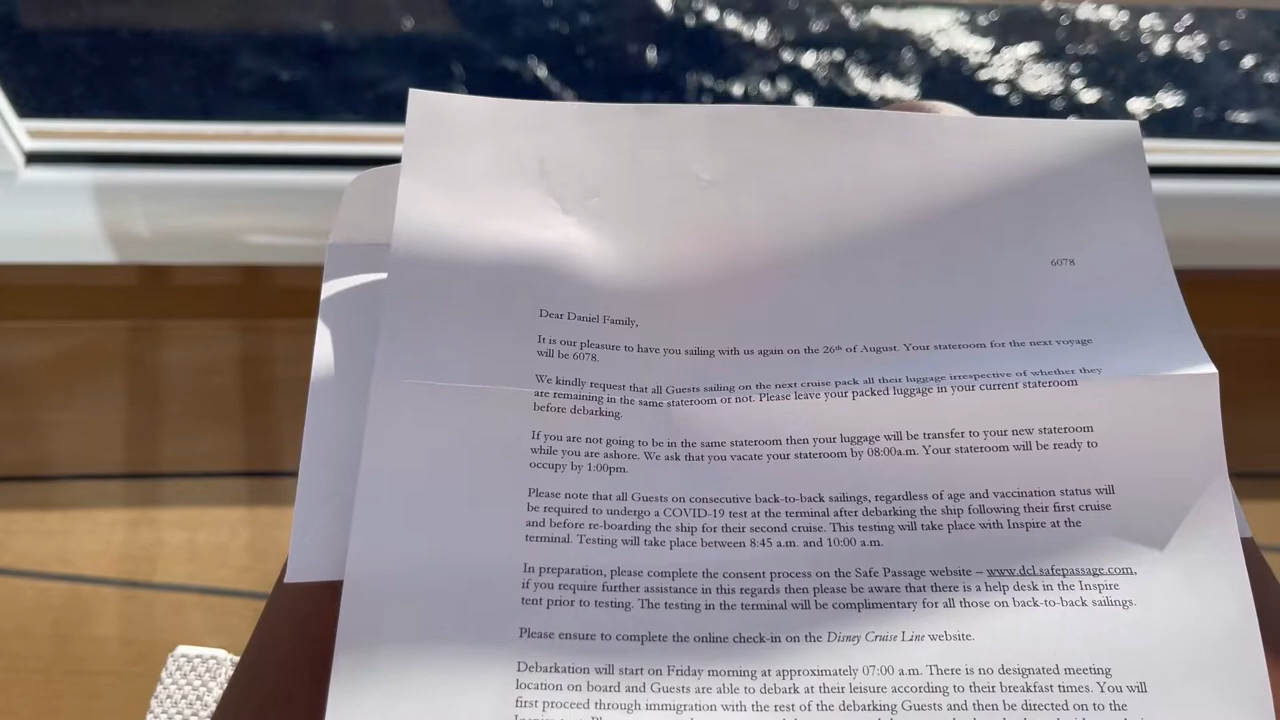 6078
Dear Daniel Family,
It is our pleasure to have you sailing with us again on the 26th of August. Your stateroom for the next voyage
will be 6078.
We kindly request that all Guests sailing on the next cruise pack all their luggage irrespective of whether they
are remaining in the same stateroom or not. Please leave your packed luggage in your current stateroom
before debarking.
If you are not going to be in the same stateroom then your luggage will be transfer to your new stateroom
while you are ashore. We ask that you vacate your stateroom by 08:00a.m. Your stateroom will be ready to
occupy by 1:00pm.
Please note that all Guests on consecutive back-to-back sailings, regardless of age and vaccination status will
be required to undergo a COVID-19 test at the terminal after debarking the ship following their first cruise
and before re-boarding the ship for their second cruise. This testing will take place with Inspire at the
terminal. Testing will take place between 8:45 a.m. and 10:00 a.m.
In preparation, please complete the consent process on the Safe Passage website – www.dcl.safepassage.com,
if you require further assistance in this regards then please be aware that there is a help desk in the Inspire
tent prior to testing. The testing in the terminal will be complimentary for all those on back-to-back sailings.
Please ensure to complete the online check-in on the Disney Cruise Line website.
Debarkation will start on Friday morning at approximately 07:00 a.m. There is no designated meeting
location on board and Guests are able to debark at their leisure according to their breakfast times. You will
first proceed through immigration with the rest of the debarking Guests and then be directed on to the